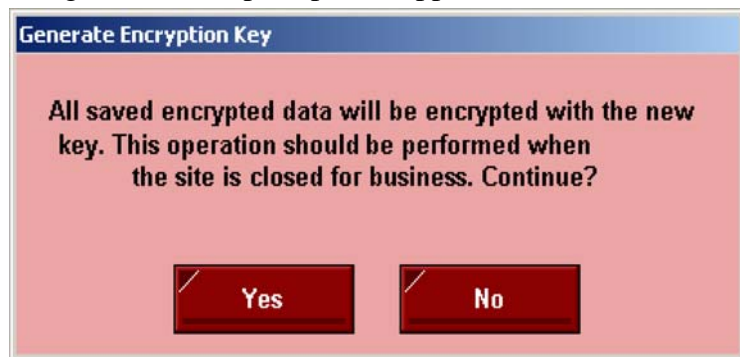 Generate Encryption Key
All saved encrypted data will be encrypted with the new
key. This operation should be performed when
the site is closed for business. Continue?
Yes
No